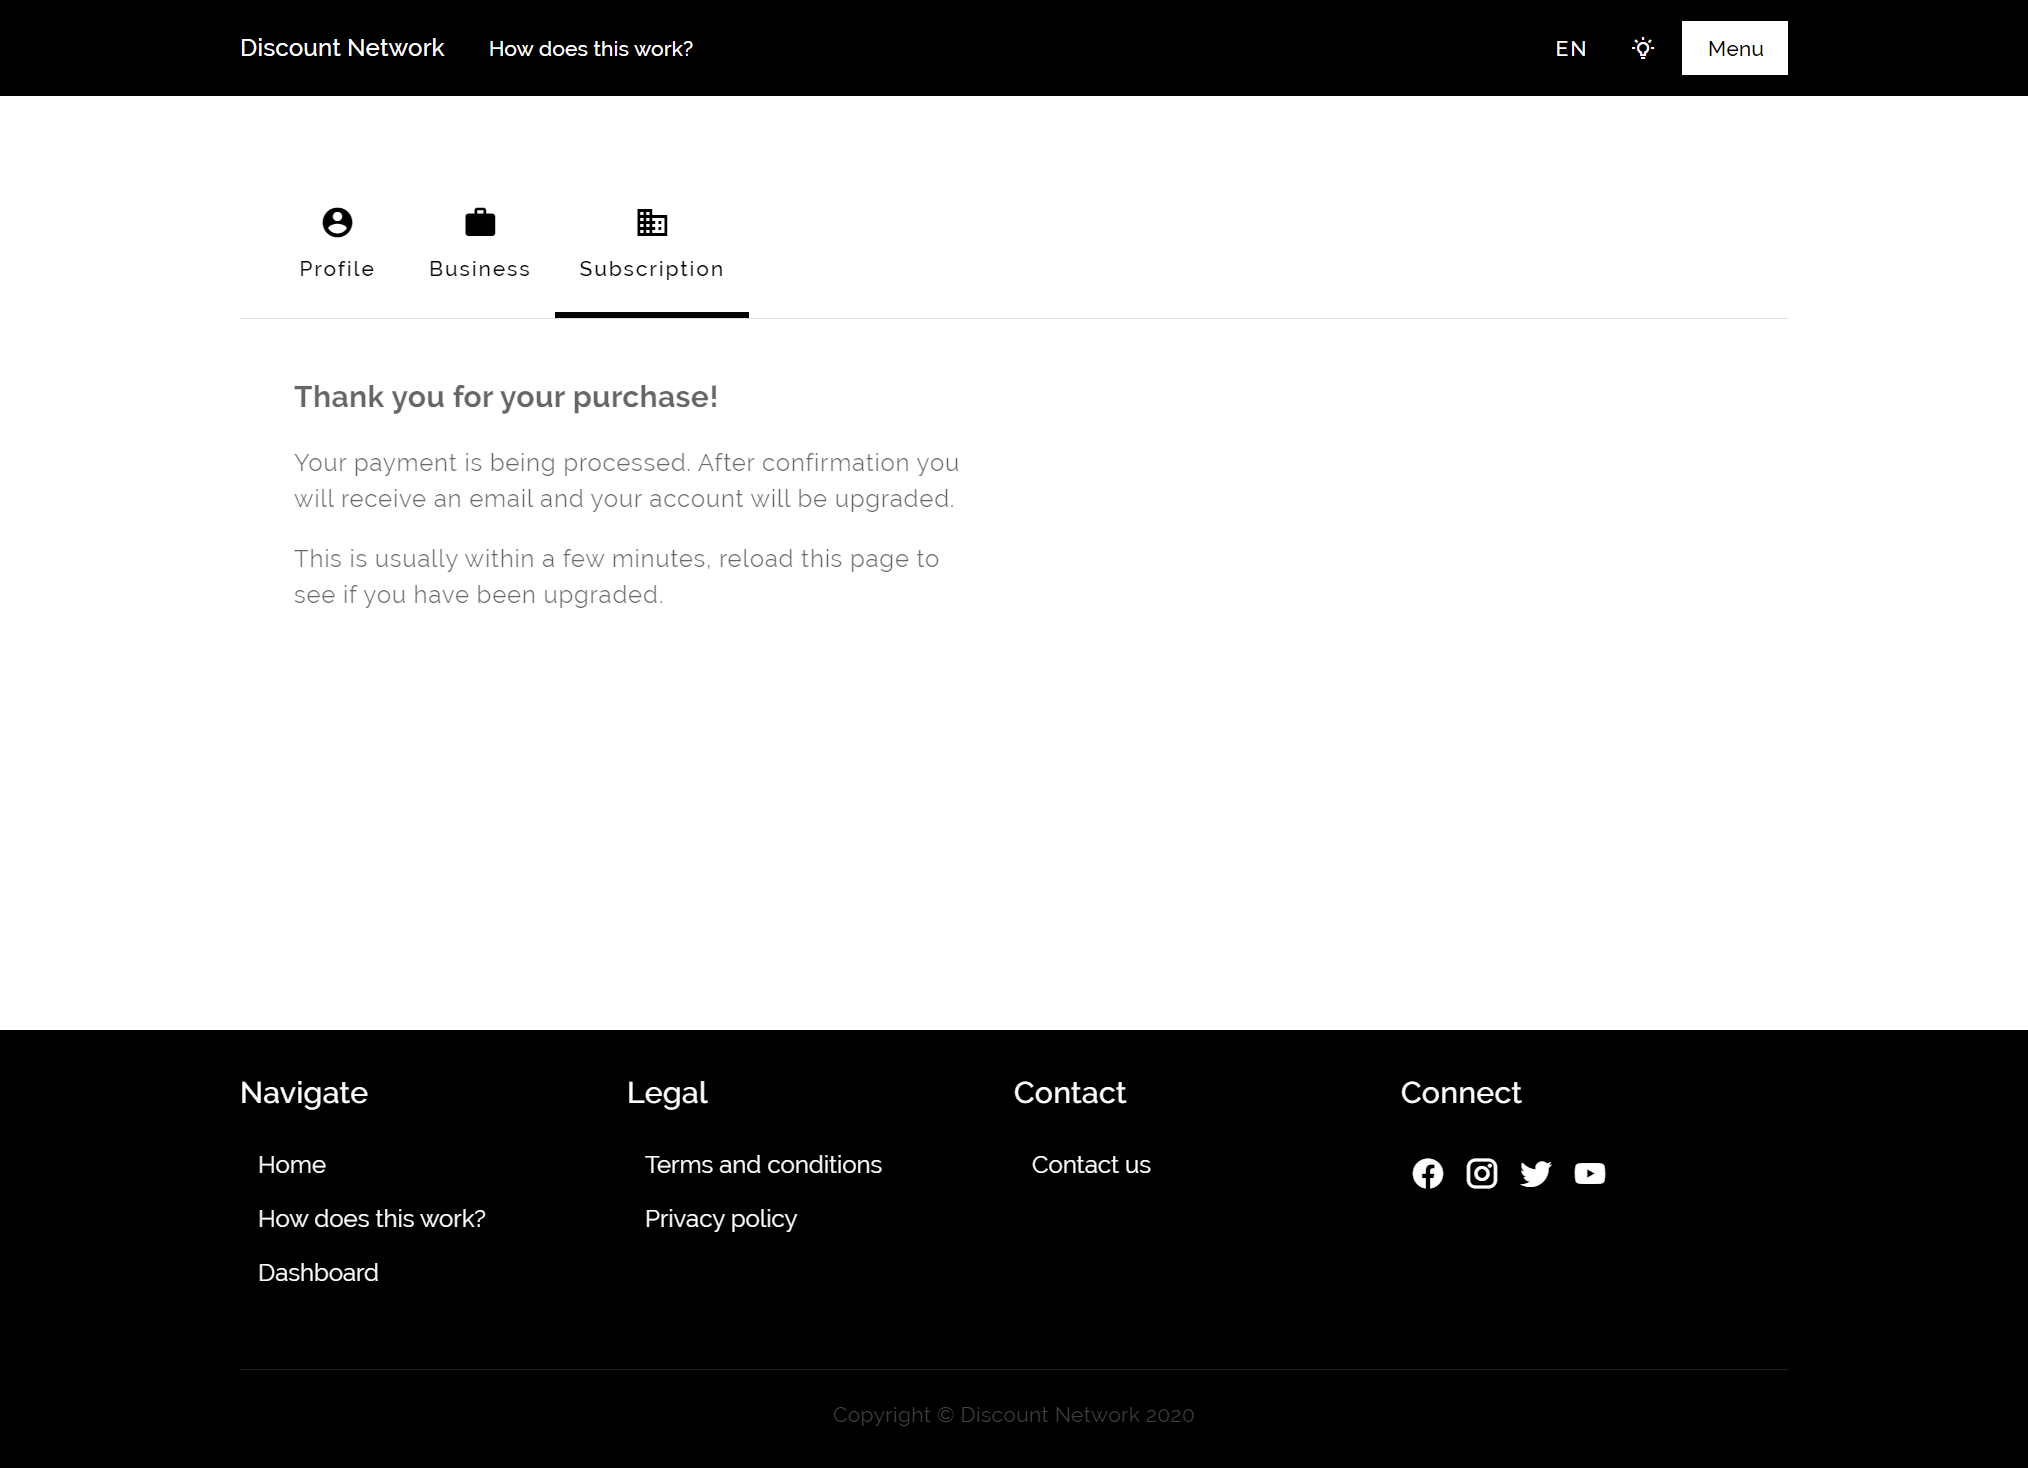 Discount Network
How does this work?
EN
Menu
Profile
Business
Subscription
Thank you for your purchase!
Your payment is being processed. After confirmation you
will receive an email and your account will be upgraded.
This is usually within a few minutes, reload this page to
see if you have been upgraded.
Navigate
Home
How does this work?
Dashboard
Legal
Terms and conditions
Privacy policy
Contact
Contact us
Connect
Copyright © Discount Network 2020